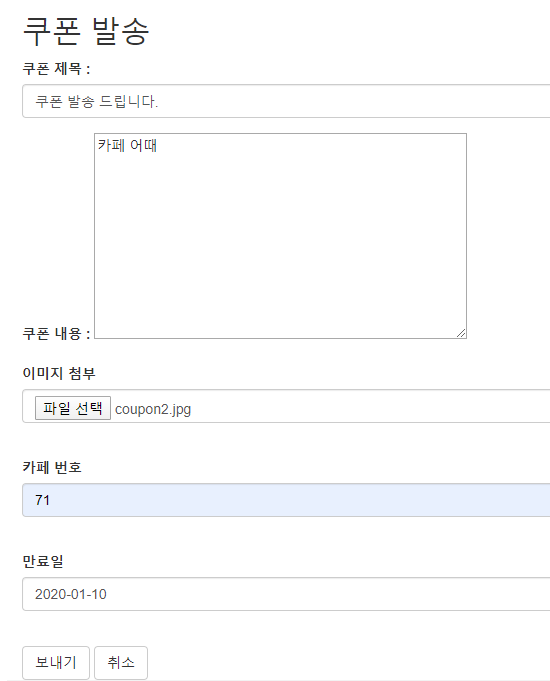 쿠폰 발송
쿠폰 제목 :
쿠폰 발송 드립니다.
카페 어때
쿠폰 내용 :
이미지 첨부
파일 선택 coupon2.jpg
카페 번호
71
만료일
2020-01-10
보내기 취소